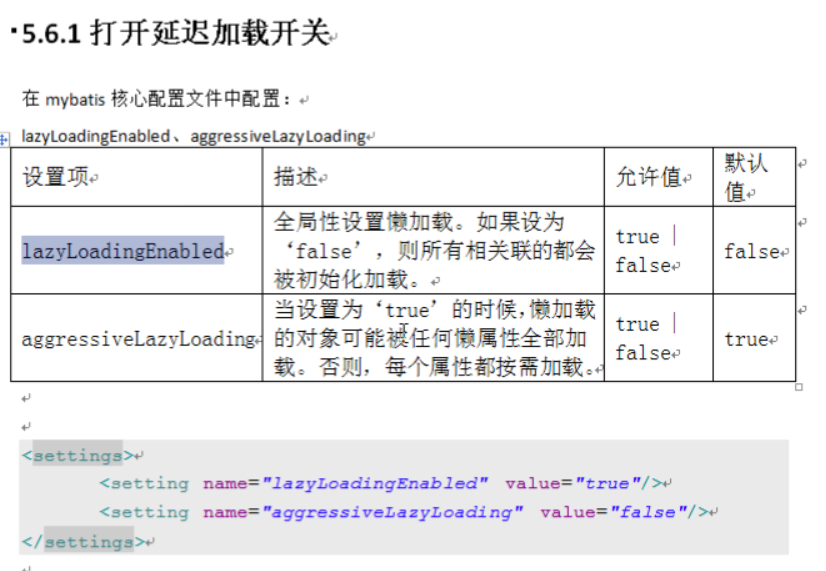 5.6.1 打开延迟加载开关
在 mybatis 核心配置文件中配置：
lazyLoadingEnabled、aggressiveLazyLoading
设置项 描述 允许值 默认值
lazyLoadingEnabled
全局性设置懒加载。如果设为
‘false’，则所有相关联的都会
被初始化加载。
true |
false
false
aggressiveLazyLoading
当设置为‘true’的时候,懒加载
的对象可能被任何懒属性全部加
载。否则，每个属性都按需加载。
true |
false
true
<settings>
<setting name="lazyLoadingEnabled" value="true"/>
<setting name="aggressiveLazyLoading" value="false"/>
</settings>